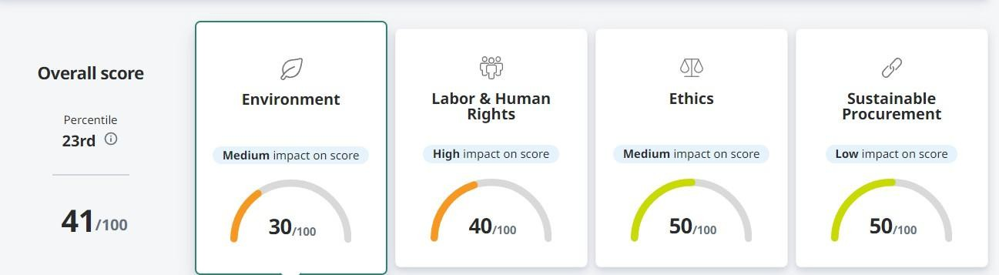 Overall score
Percentile
23rd
41/100
Environment
Medium impact on score
30/100
Labor & Human
Rights
High impact on score
40/100
Ethics
Medium impact on score
50/100
Sustainable
Procurement
Low impact on score
50/100